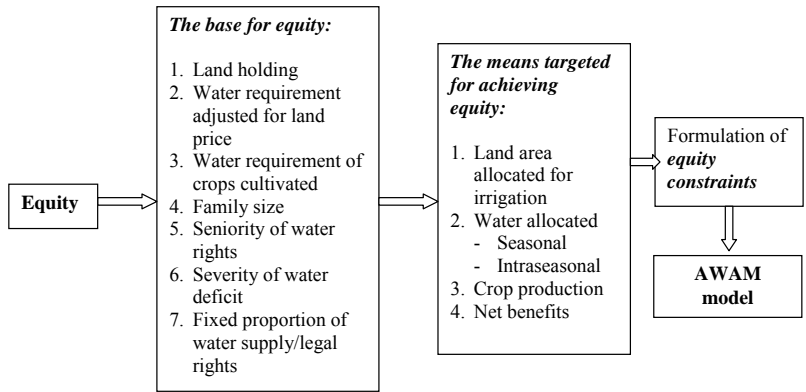 Equity
The base for equity:
1. Land holding
2. Water requirement
adjusted for land
price
3. Water requirement of
crops cultivated
4. Family size
5. Seniority of water
rights
6. Severity of water
deficit
7. Fixed proportion of
water supply/legal
rights
The means targeted
for achieving
equity:
1. Land area
allocated for
irrigation
2. Water allocated
- Seasonal
- Intraseasonal
3. Crop production
4. Net benefits
Formulation of
equity
constraints
AWAM
model